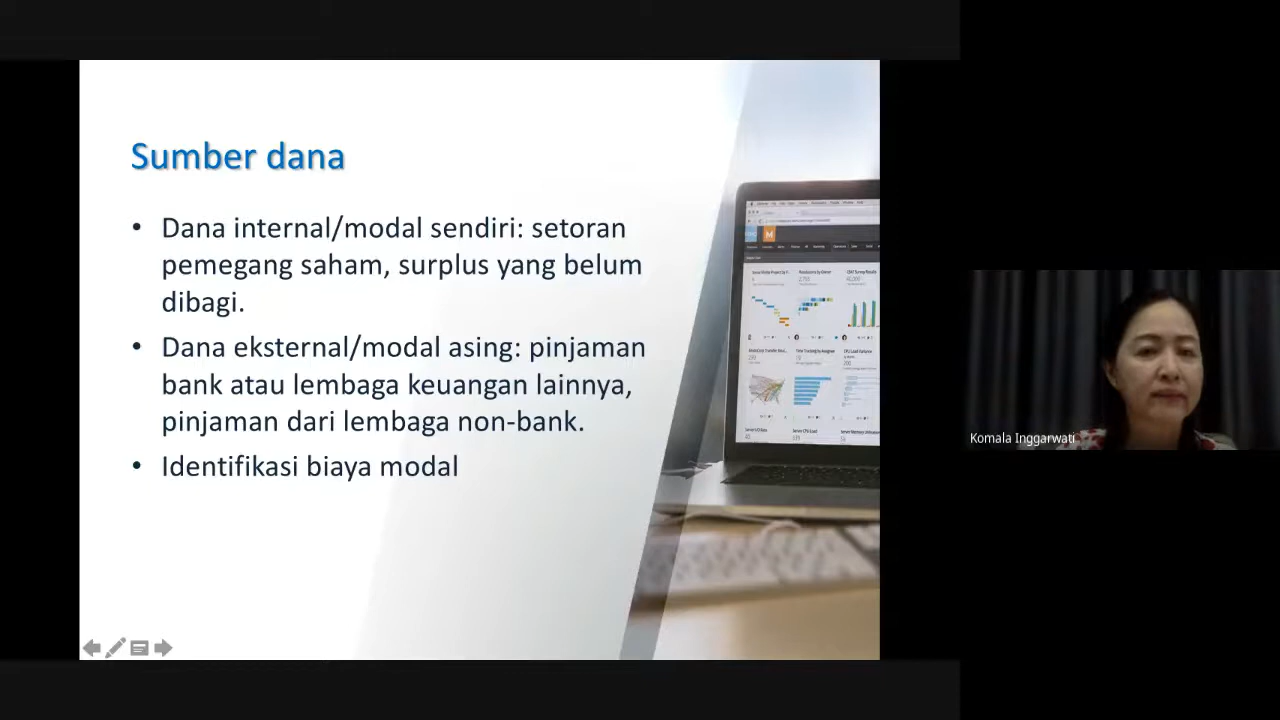 Sumber dana
• Dana internal/modal sendiri: setoran
pemegang saham, surplus yang belum
dibagi.
• Dana eksternal/modal asing: pinjaman
bank atau lembaga keuangan lainnya,
pinjaman dari lembaga non-bank.
• Identifikasi biaya modal
M
Komala Inggarwati